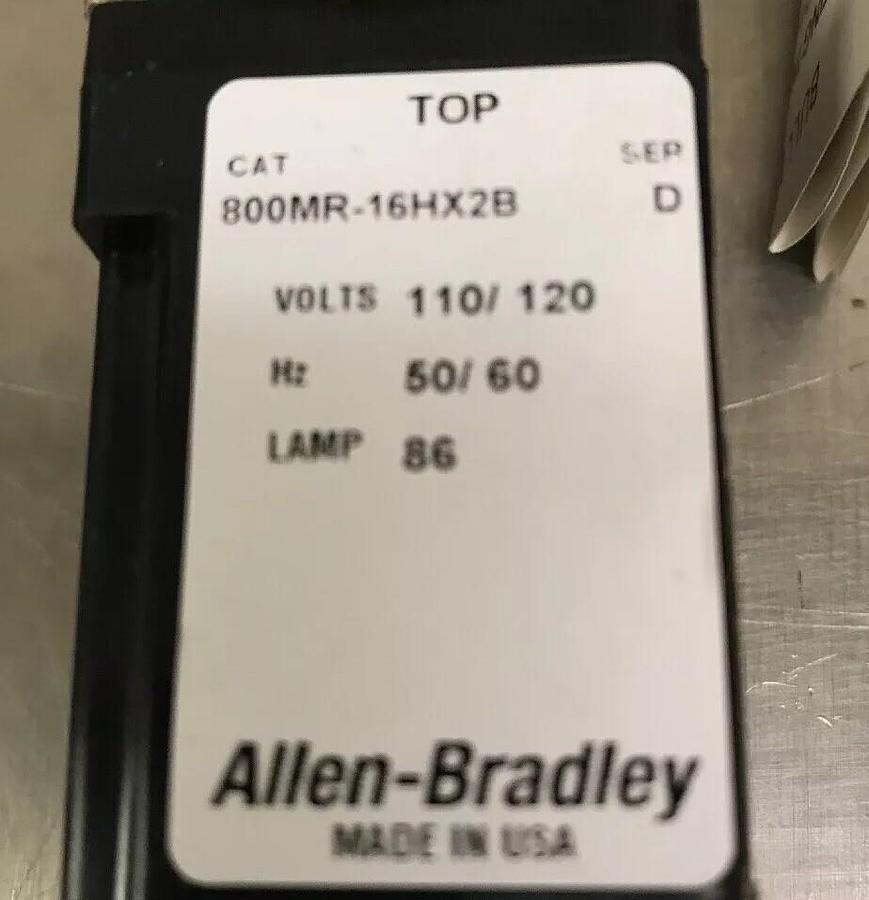 TOP
CAT SER
800MR-16HX2B D
VOLTS 110/ 120
Hz 50/ 60
LAMP 86
Allen-Bradley
MADE IN USA